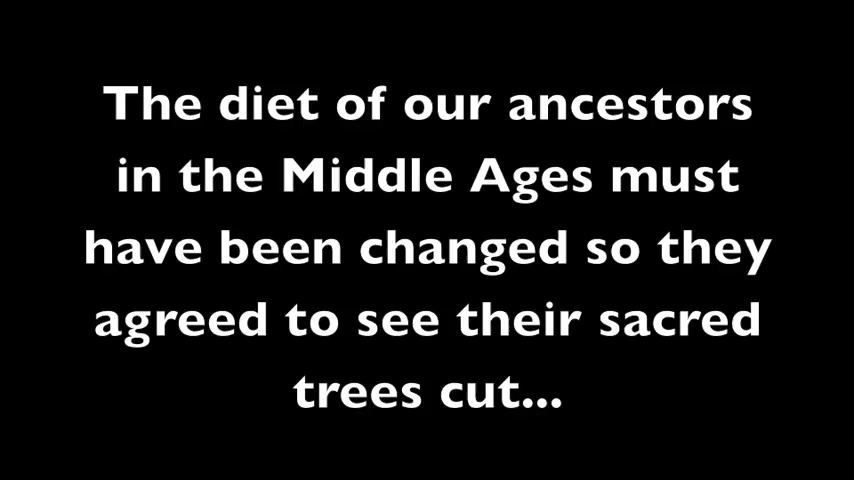 The diet of our ancestors
in the Middle Ages must
have been changed so they
agreed to see their sacred
trees cut...